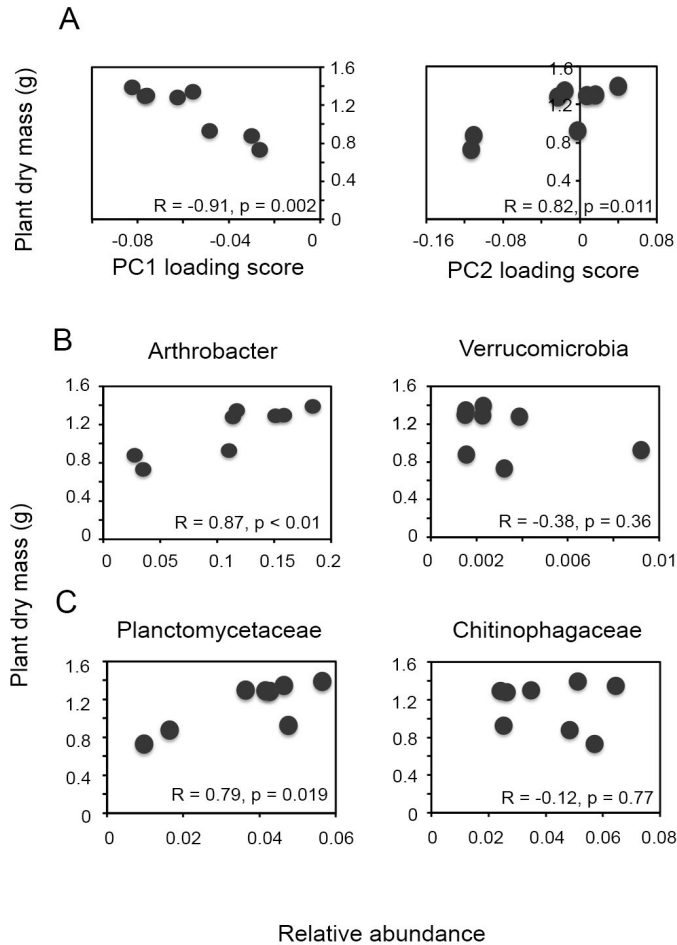 A
Plant dry mass (g)
1.6
1.2
0.8
0.4
0
R = -0.91, p = 0.002
-0.08 -0.04 0
PC1 loading score
1.6
1.2
0.8
0.4
R = 0.82, p =0.011
-0.16 -0.08 0 0.08
PC2 loading score
B
Plant dry mass (g)
Arthrobacter
1.6
1.2
0.8
0.4
0
R = 0.87, p < 0.01
0 0.05 0.1 0.15 0.2
Verrucomicrobia
1.6
1.2
0.8
0.4
0
R = -0.38, p = 0.36
0 0.002 0.006 0.01
C
Planctomycetaceae
1.6
1.2
0.8
0.4
0
R = 0.79, p = 0.019
0 0.02 0.04 0.06
Chitinophagaceae
1.6
1.2
0.8
0.4
0
R = -0.12, p = 0.77
0 0.02 0.04 0.06 0.08
Relative abundance